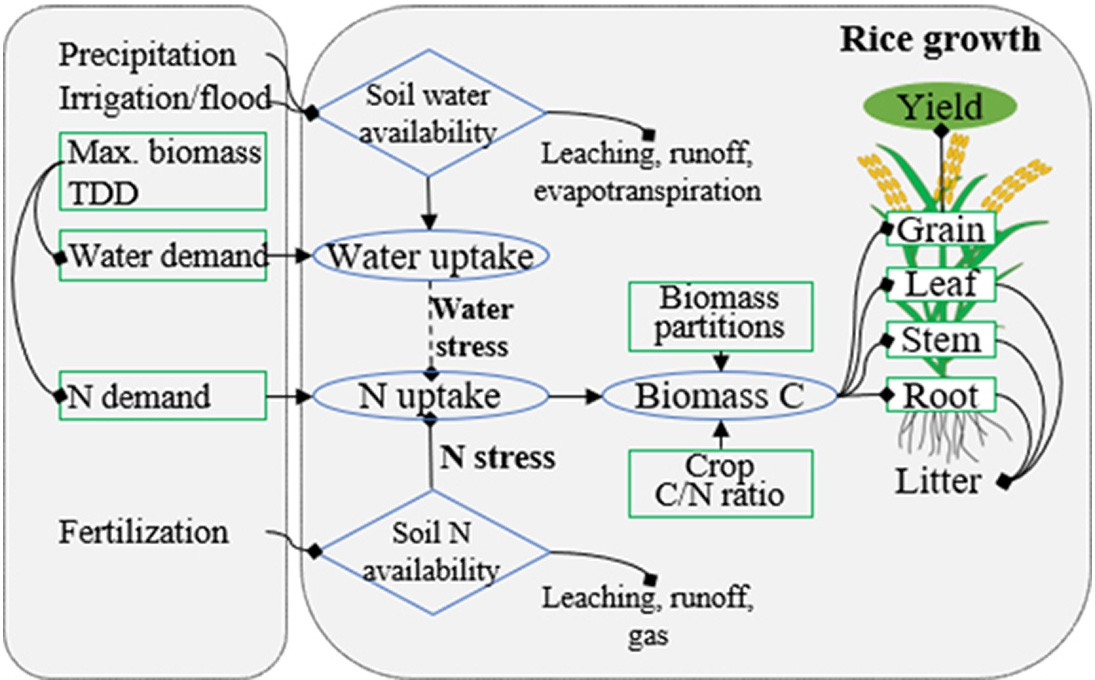 Precipitation
Irrigation/flood
Max. biomass
TDD
Water demand
N demand
Fertilization
Soil water
availability
Leaching, runoff,
evapotranspiration
Water uptake
Water
stress
N uptake
N stress
Soil N
availability
Leaching, runoff,
gas
Biomass
partitions
Biomass C
Crop
C/N ratio
Rice growth
Yield
Grain
Leaf
Stem
Root
Litter